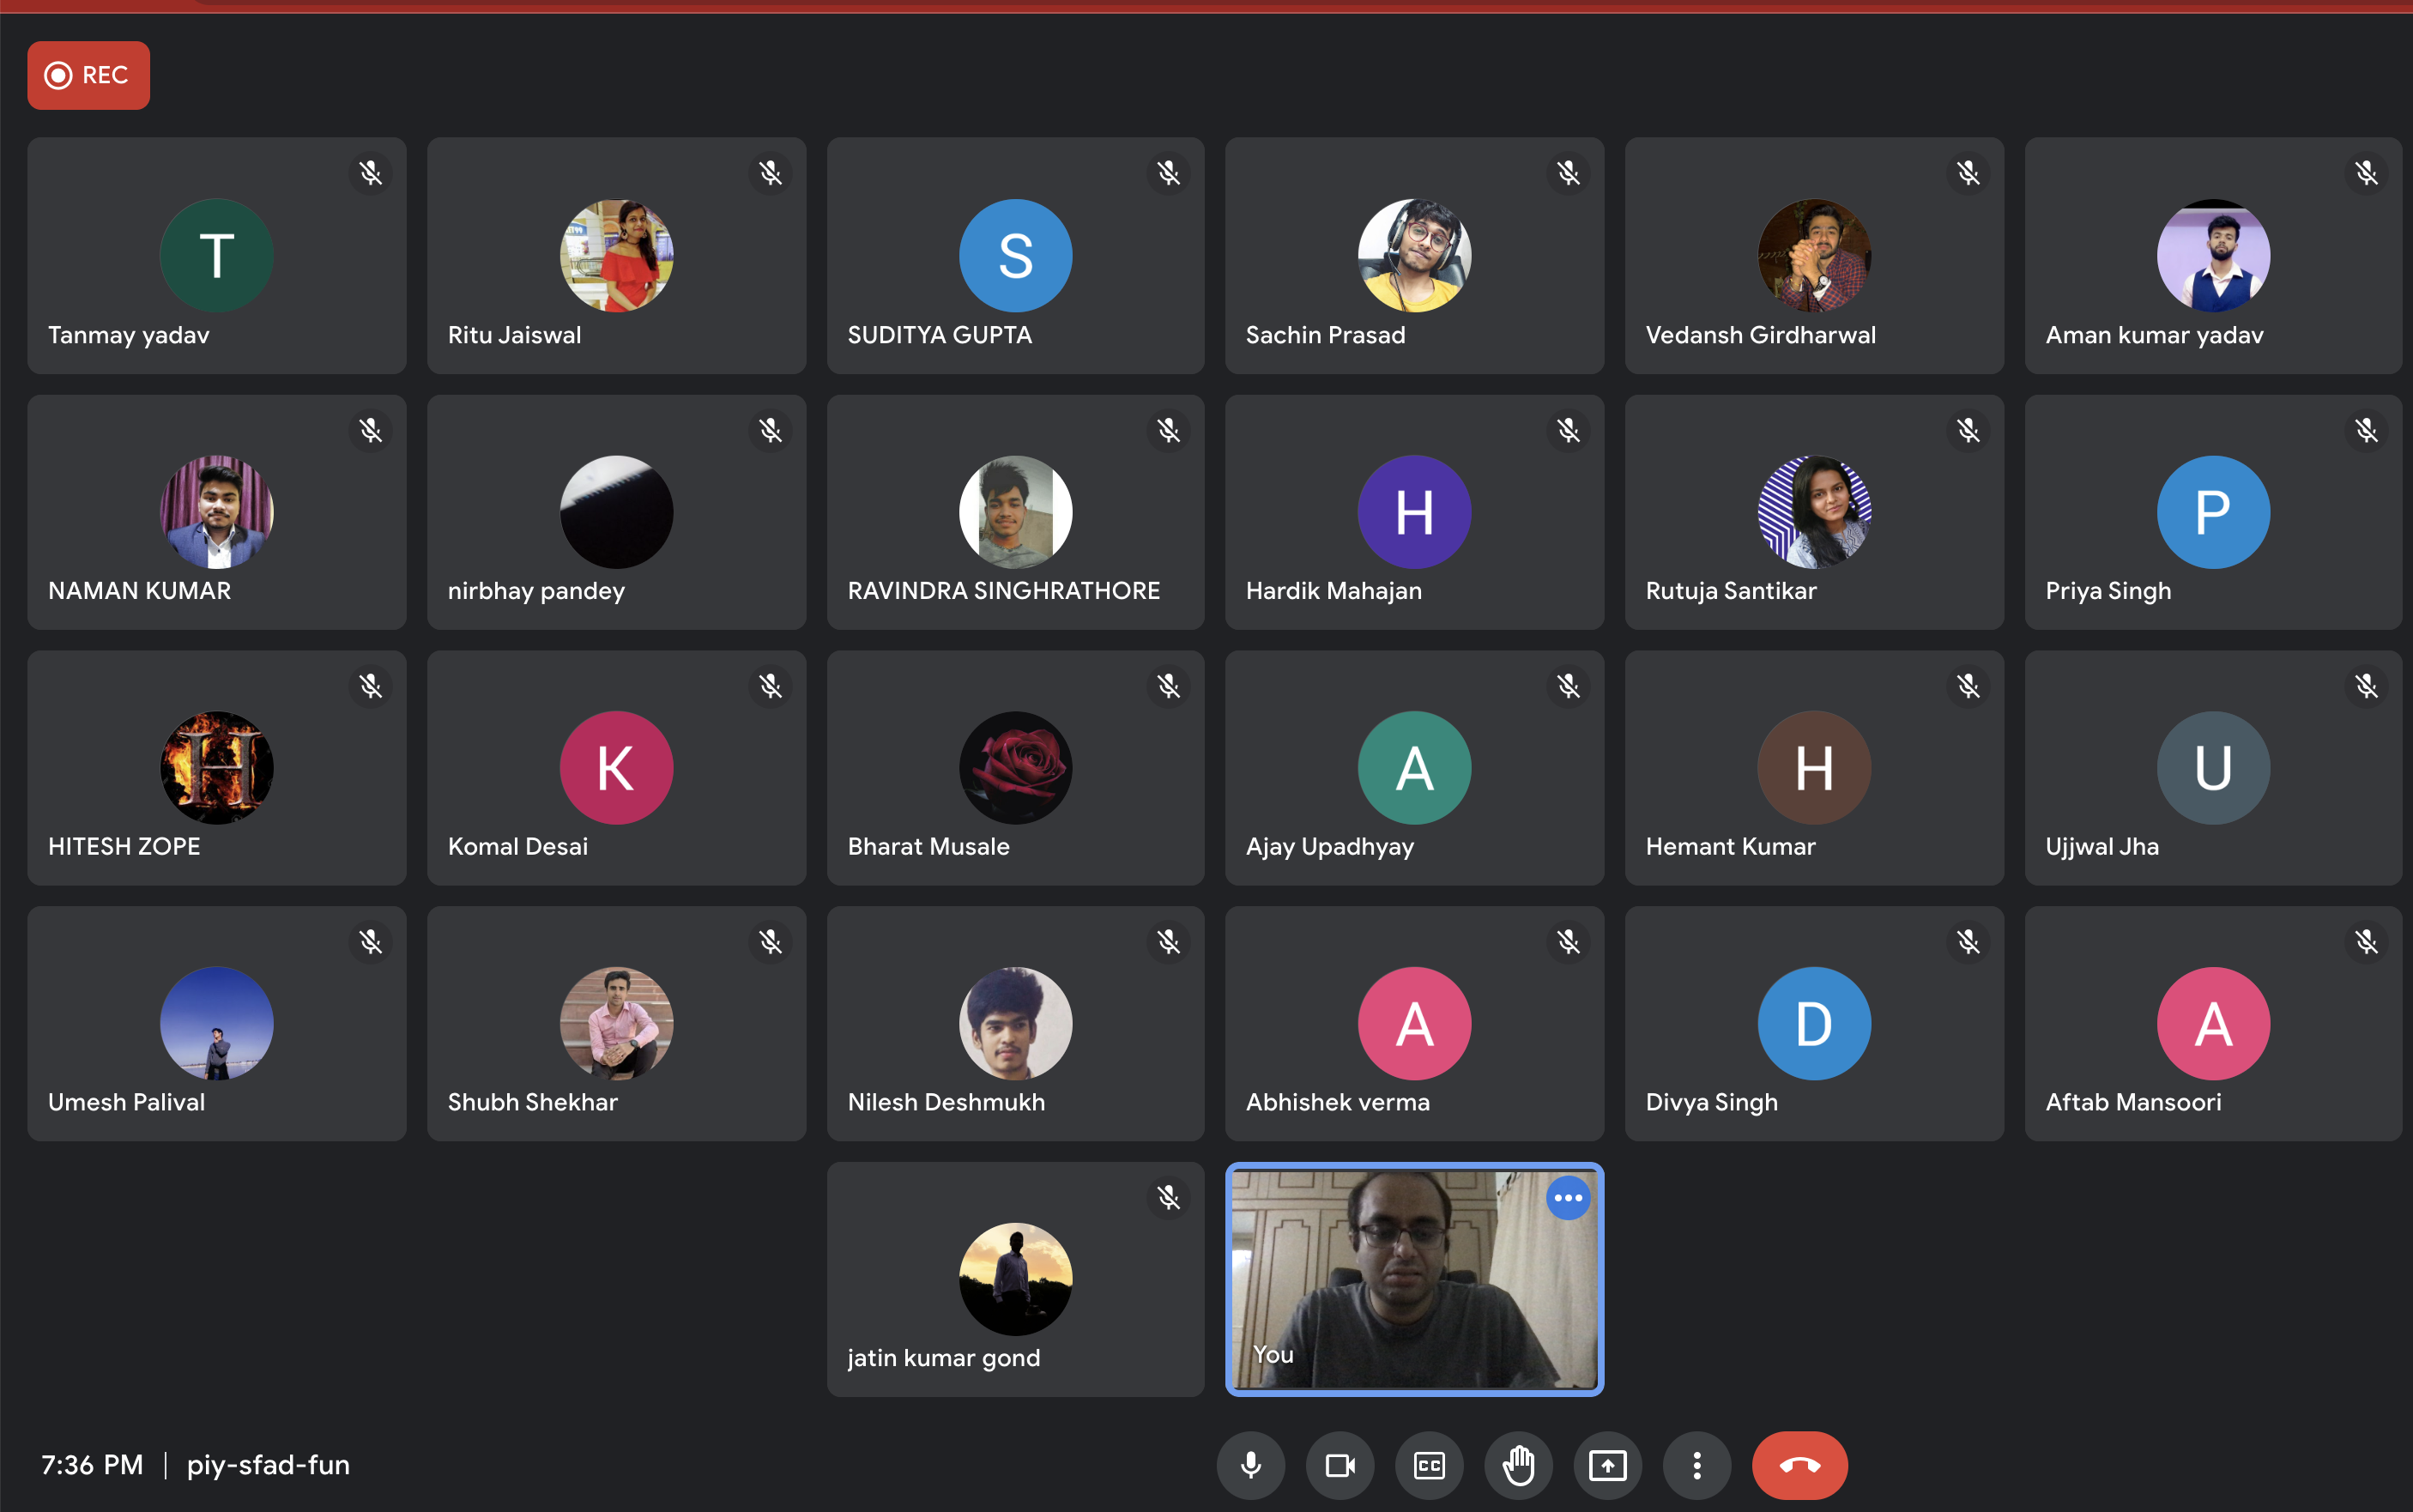 REC
T
Tanmay yadav
Ritu Jaiswal
S
SUDITYA GUPTA
Sachin Prasad
Vedansh Girdharwal
Aman kumar yadav
NAMAN KUMAR
nirbhay pandey
RAVINDRA SINGHRATHORE
H
Hardik Mahajan
Rutuja Santikar
P
Priya Singh
H
HITESH ZOPE
K
Komal Desai
Bharat Musale
A
Ajay Upadhyay
H
Hemant Kumar
U
Ujjwal Jha
Umesh Palival
Shubh Shekhar
Nilesh Deshmukh
A
Abhishek verma
D
Divya Singh
A
Aftab Mansoori
jatin kumar gond
You
7:36 PM | piy-sfad-fun
CC